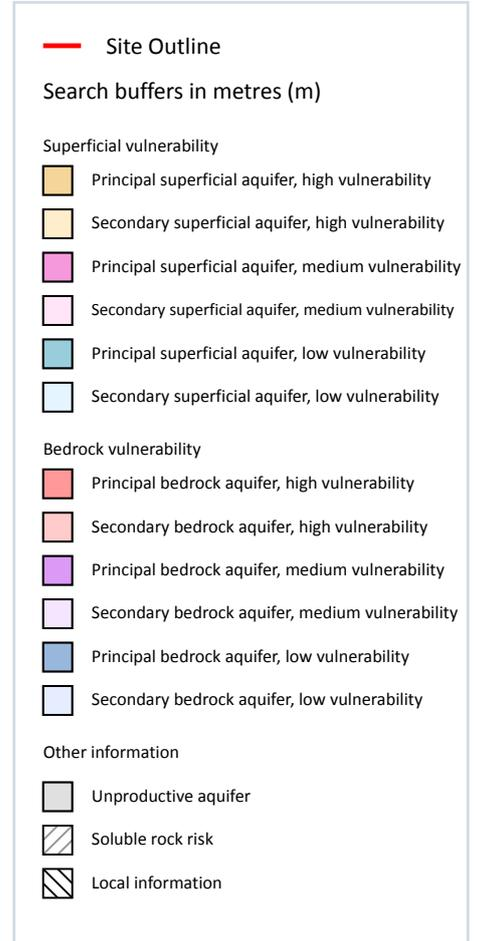 Site Outline
Search buffers in metres (m)
Superficial vulnerability
Principal superficial aquifer, high vulnerability
Secondary superficial aquifer, high vulnerability
Principal superficial aquifer, medium vulnerability
Secondary superficial aquifer, medium vulnerability
Principal superficial aquifer, low vulnerability
Secondary superficial aquifer, low vulnerability
Bedrock vulnerability
Principal bedrock aquifer, high vulnerability
Secondary bedrock aquifer, high vulnerability
Principal bedrock aquifer, medium vulnerability
Secondary bedrock aquifer, medium vulnerability
Principal bedrock aquifer, low vulnerability
Secondary bedrock aquifer, low vulnerability
Other information
Unproductive aquifer
Soluble rock risk
Local information